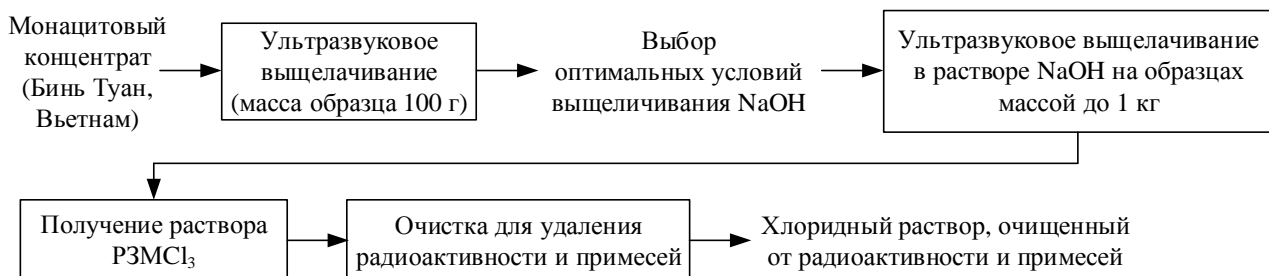 Монацитовый
концентрат
(Бинь Туан,
Вьетнам)
Ультразвуковое
выщелачивание
(масса образца 100 г)
Выбор
оптимальных условий
выщеличивания NaOH
Ультразвуковое выщелачивание
в растворе NaOH на образцах
массой до 1 кг
Получение раствора
РЗМCl₃
Очистка для удаления
радиоактивности и примесей
Хлоридный раствор, очищенный
от радиоактивности и примесей